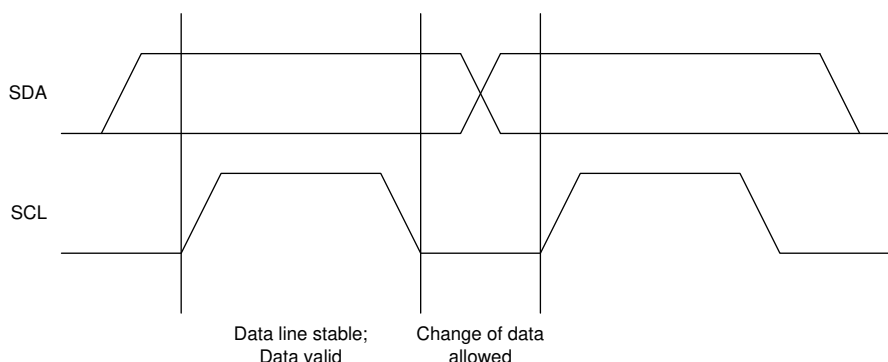 SDA
SCL
Data line stable;
Data valid
Change of data
allowed